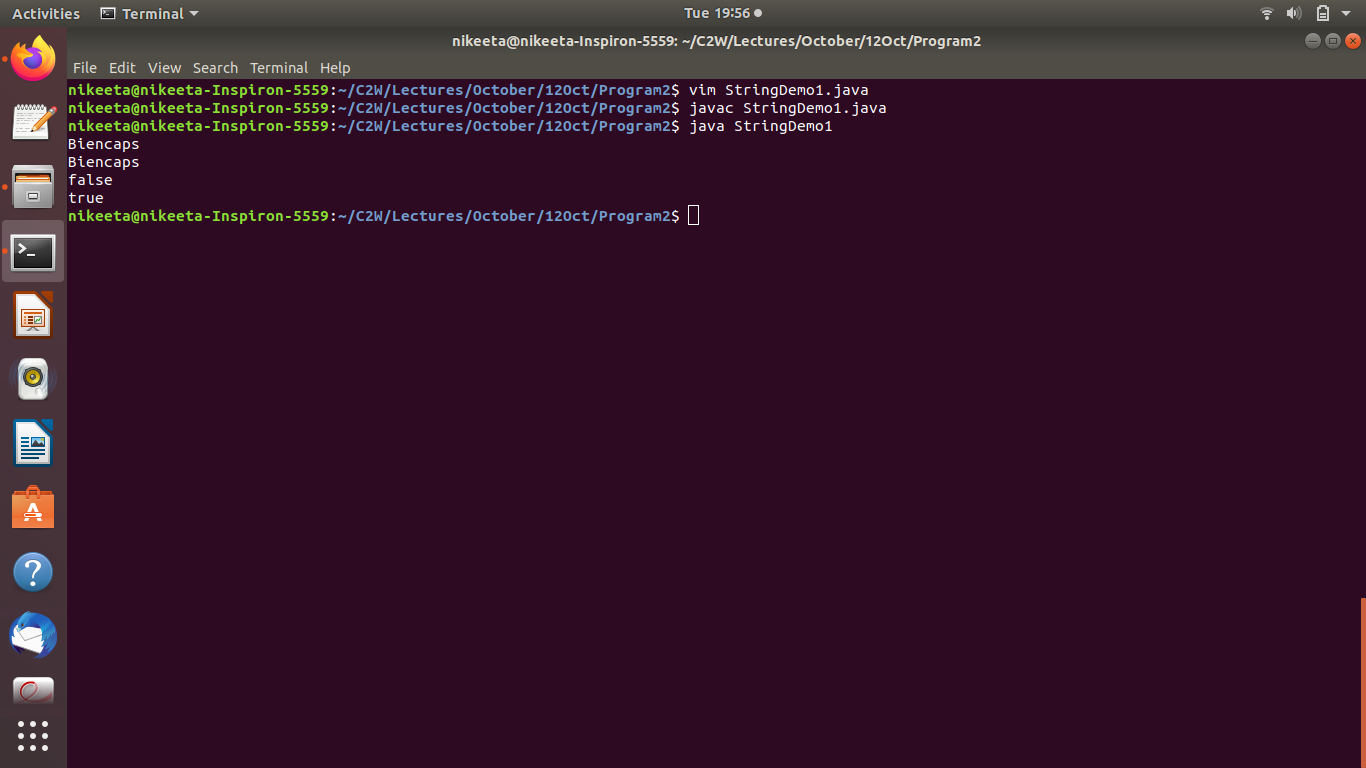 Activities Terminal Tue 19:56
nikeeta@nikeeta-Inspiron-5559: ~/C2W/Lectures/October/12Oct/Program2
File Edit View Search Terminal Help
nikeeta@nikeeta-Inspiron-5559:~/C2W/Lectures/October/12Oct/Program2$ vim StringDemo1.java
nikeeta@nikeeta-Inspiron-5559:~/C2W/Lectures/October/12Oct/Program2$ javac StringDemo1.java
nikeeta@nikeeta-Inspiron-5559:~/C2W/Lectures/October/12Oct/Program2$ java StringDemo1
Biencaps
Biencaps
false
true
nikeeta@nikeeta-Inspiron-5559:~/C2W/Lectures/October/12Oct/Program2$